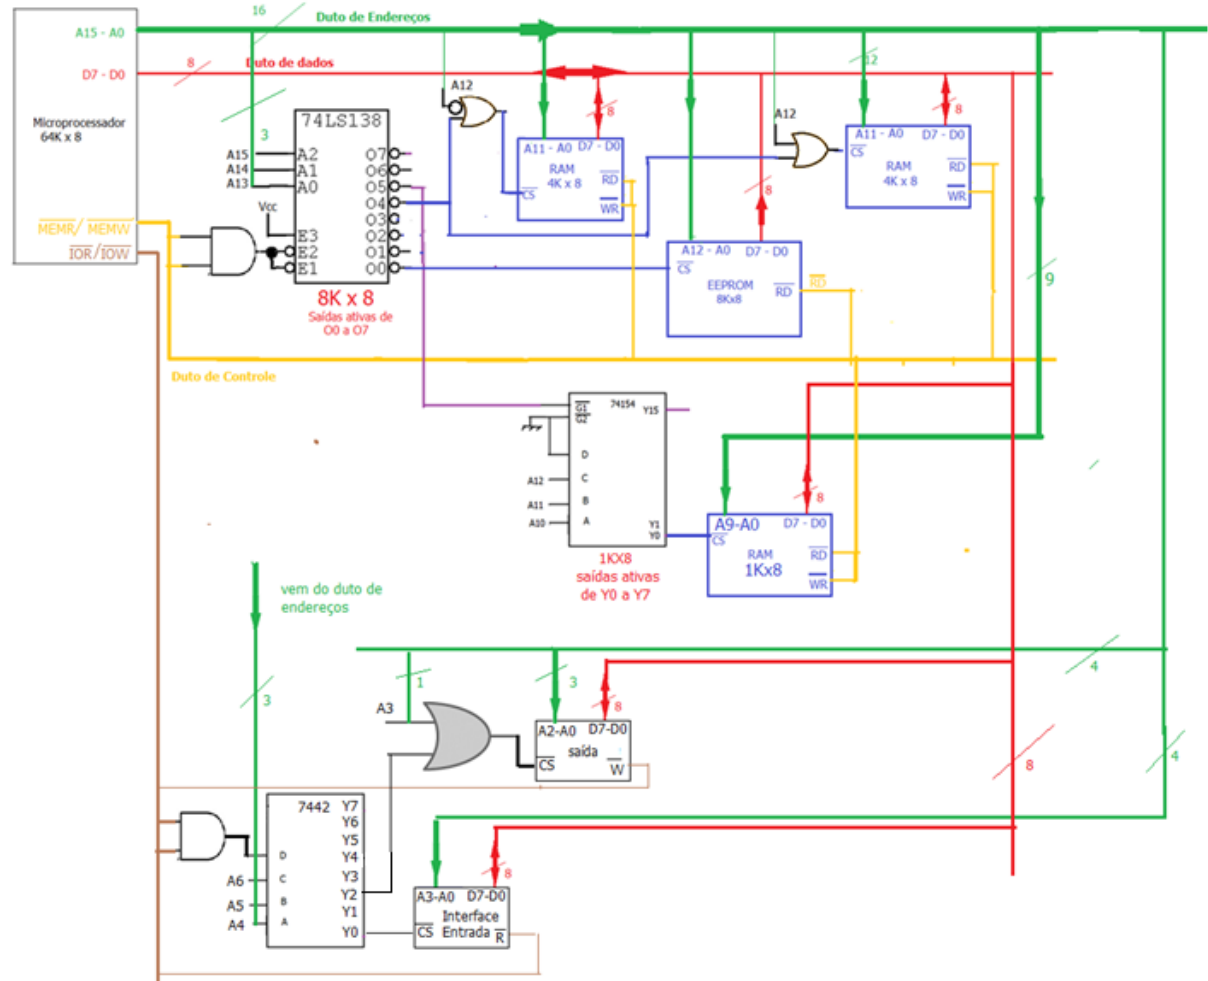 16
Duto de Endereços
A15 - A0
D7 - D0
8
Duto de dados
Microprocessador
64K x 8
MEMR/ MEMW
IOR/IOW
3
74LS138
A15
A14
A13
A2
A1
A0
O7
O6
O5
O4
O3
O2
O1
O0
Vcc
E3
E2
E1
8K x 8
Saídas ativas de
O0 a O7
A12
A11 - A0 D7 - D0
RAM
4K x 8
CS
RD
WR
8
A12
12
8
A11 - A0 D7 - D0
CS
RAM
4K x 8
RD
WR
8
A12 - A0 D7 - D0
CS
EEPROM
8Kx8
RD
RD
9
Duto de Controle
G1
G2
74154
Y15
D
C
B
A
A12
A11
A10
Y1
Y0
1KX8
saídas ativas
de Y0 a Y7
8
A9-A0 D7 - D0
CS
RAM
1Kx8
RD
WR
vem do duto de
endereços
3
1
3
8
4
A3
A2-A0 D7-D0
saída
CS
W
8
4
7442
Y7
Y6
Y5
Y4
Y3
Y2
Y1
Y0
D
C
B
A
A6
A5
A4
8
A3-A0 D7-D0
Interface
Entrada
CS
R